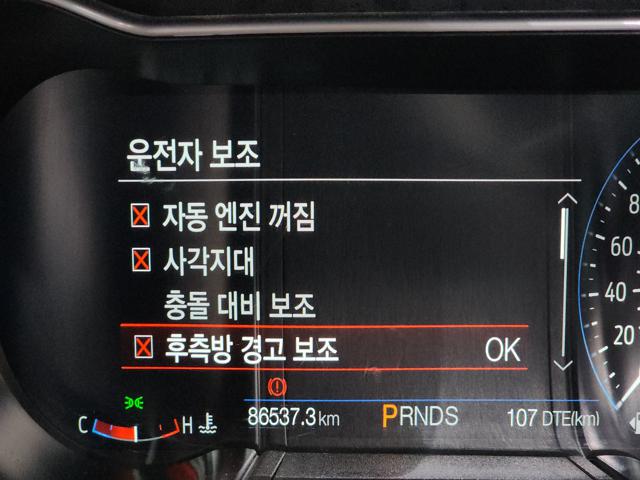 운전자 보조
자동 엔진 꺼짐
사각지대
충돌 대비 보조
후측방 경고 보조 OK
86537.3 km PRNDS 107 DTE(km)
C H
80
60
40
20